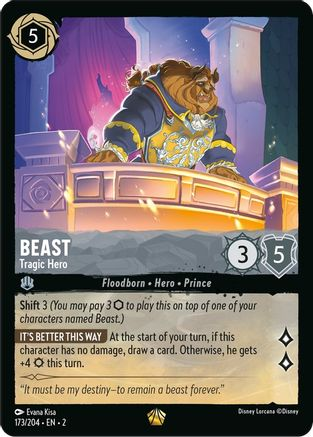 5
BEAST
Tragic Hero
3
5
Floodborn • Hero • Prince
Shift 3 (You may pay 3 ⬡ to play this on top of one of your
characters named Beast.)
IT'S BETTER THIS WAY At the start of your turn, if this
character has no damage, draw a card. Otherwise, he gets
+4 ¤ this turn.
"It must be my destiny–to remain a beast forever."
Evana Kisa
173/204 • EN • 2
Disney Lorcana ©Disney